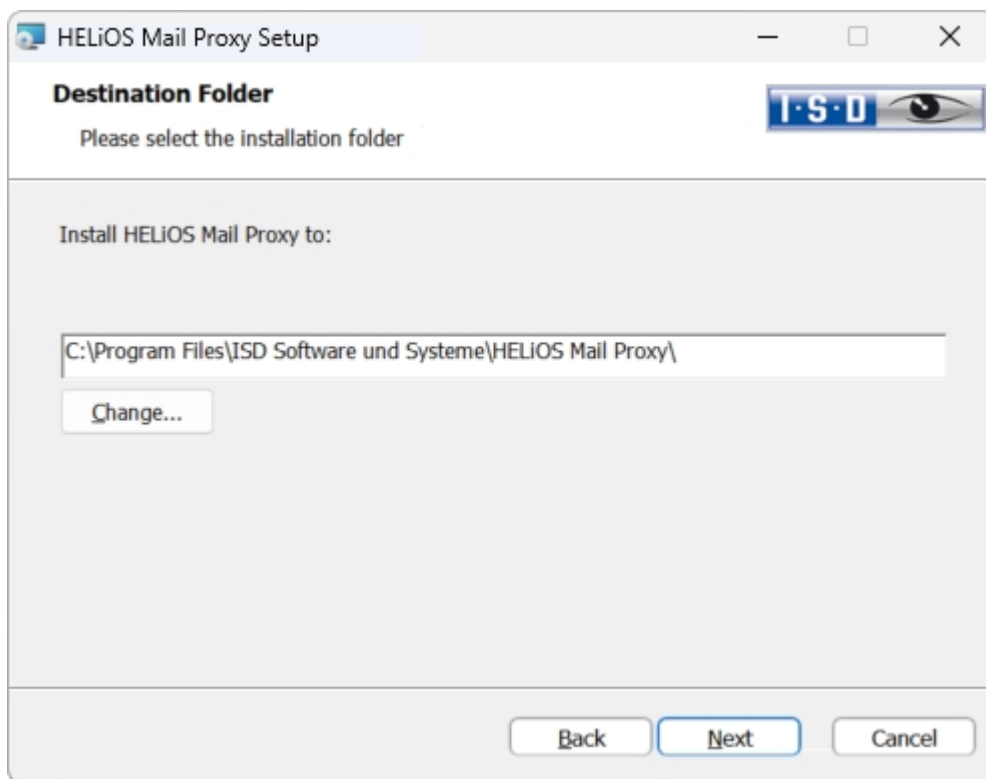 HELiOS Mail Proxy Setup
Destination Folder
I·S·D
Please select the installation folder
Install HELiOS Mail Proxy to:
C:\Program Files\ISD Software und Systeme\HELiOS Mail Proxy\
Change...
Back Next Cancel